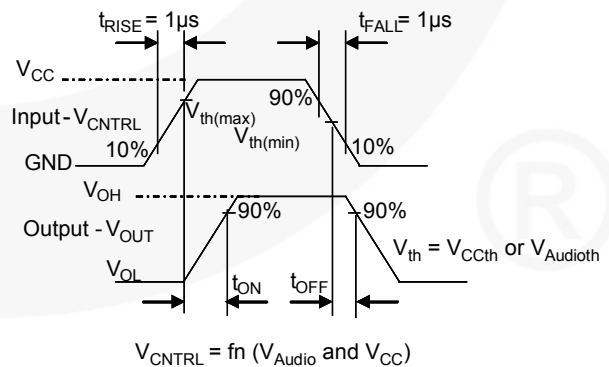 tRISE = 1µs
tFALL = 1µs
VCC
90%
Input - VCNTRL
Vth(max)
Vth(min)
10%
10%
GND
VOH
90%
90%
Output - VOUT
Vth = VCCth or VAudioth
VOL
tON
tOFF
VCNTRL = fn (VAudio and VCC)
®